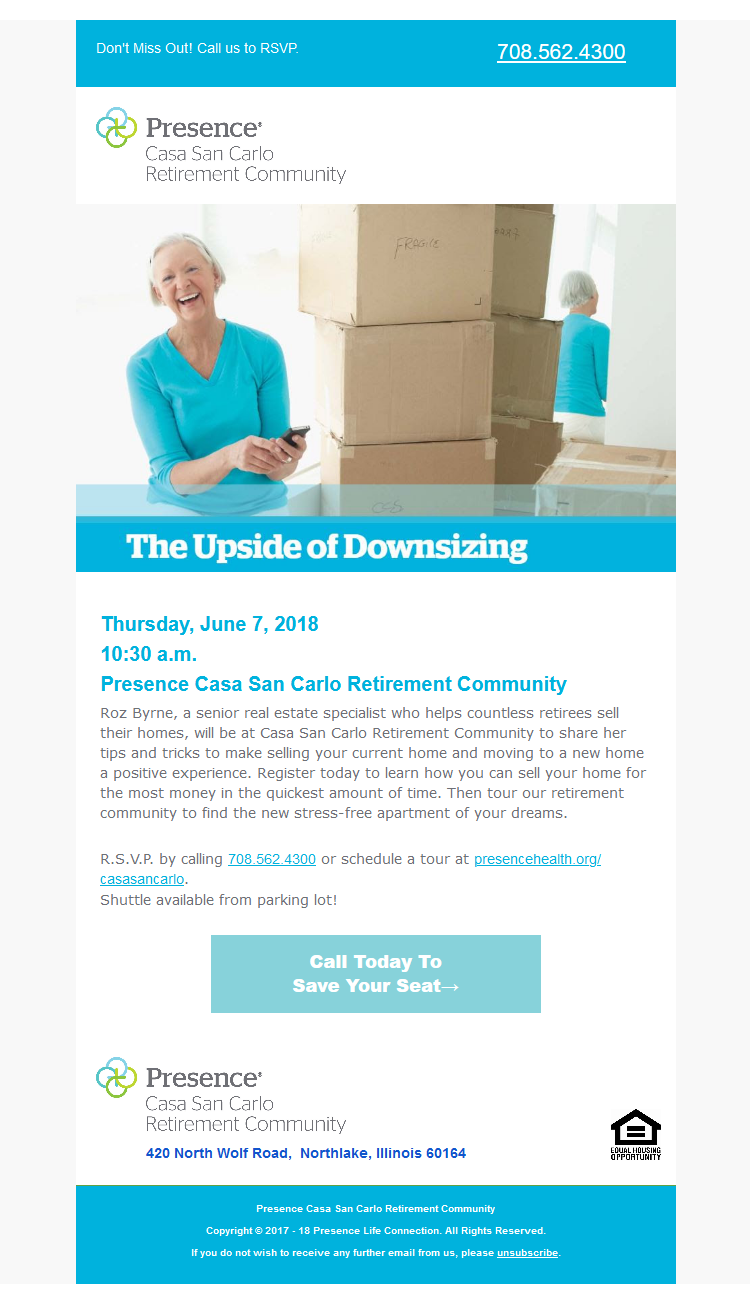 Don't Miss Out! Call us to RSVP.
708.562.4300
Presence®
Casa San Carlo
Retirement Community
FRAGILE
The Upside of Downsizing
Thursday, June 7, 2018
10:30 a.m.
Presence Casa San Carlo Retirement Community
Roz Byrne, a senior real estate specialist who helps countless retirees sell
their homes, will be at Casa San Carlo Retirement Community to share her
tips and tricks to make selling your current home and moving to a new home
a positive experience. Register today to learn how you can sell your home for
the most money in the quickest amount of time. Then tour our retirement
community to find the new stress-free apartment of your dreams.
R.S.V.P. by calling 708.562.4300 or schedule a tour at presencehealth.org/
casasancarlo.
Shuttle available from parking lot!
Call Today To
Save Your Seat→
Presence®
Casa San Carlo
Retirement Community
420 North Wolf Road,  Northlake, Illinois 60164
EQUAL HOUSING
OPPORTUNITY
Presence Casa San Carlo Retirement Community
Copyright © 2017 - 18 Presence Life Connection. All Rights Reserved.
If you do not wish to receive any further email from us, please unsubscribe.